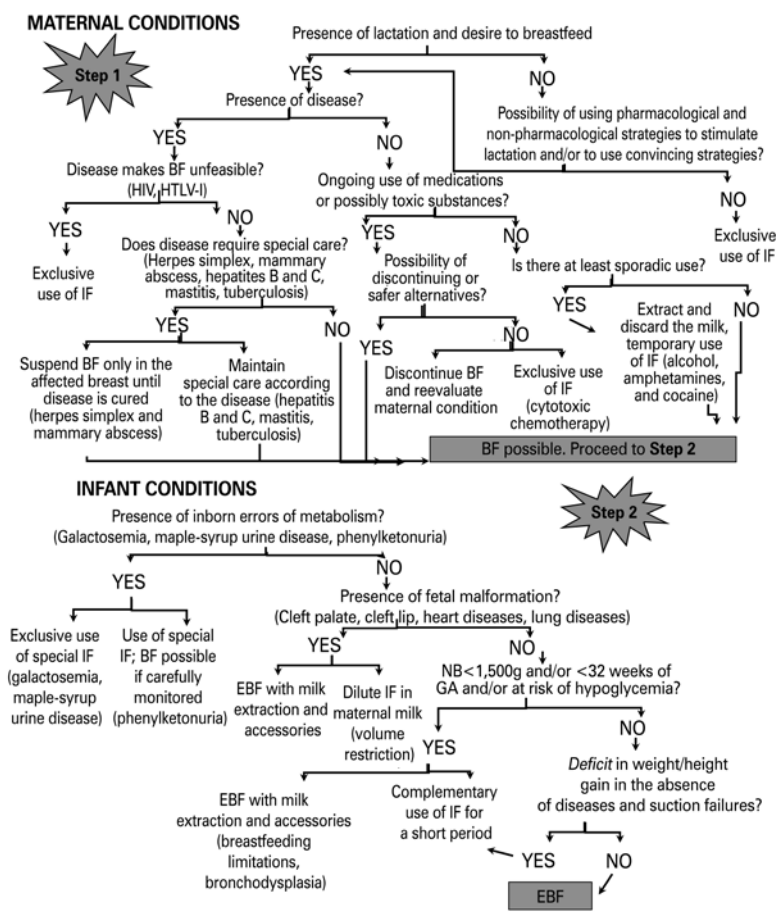 MATERNAL CONDITIONS
Step 1
Presence of lactation and desire to breastfeed
YES
NO
Presence of disease?
Possibility of using pharmacological and
non-pharmacological strategies to stimulate
lactation and/or to use convincing strategies?
YES
NO
Disease makes BF unfeasible?
(HIV, HTLV-I)
Ongoing use of medications
or possibly toxic substances?
NO
Exclusive
use of IF
YES
NO
Exclusive
use of IF
Does disease require special care?
(Herpes simplex, mammary
abscess, hepatites B and C,
mastitis, tuberculosis)
YES
NO
Possibility of
discontinuing or
safer alternatives?
Is there at least sporadic use?
YES
NO
Extract and
discard the milk,
temporary use
of IF (alcohol,
amphetamines,
and cocaine)
YES
NO
Suspend BF only in the
affected breast until
disease is cured
(herpes simplex and
mammary abscess)
Maintain
special care according
to the disease (hepatitis
B and C, mastitis,
tuberculosis)
YES
NO
Discontinue BF
and reevaluate
maternal condition
Exclusive use
of IF
(cytotoxic
chemotherapy)
BF possible. Proceed to Step 2
INFANT CONDITIONS
Step 2
Presence of inborn errors of metabolism?
(Galactosemia, maple-syrup urine disease, phenylketonuria)
YES
NO
Exclusive use
of special IF
(galactosemia,
maple-syrup
urine disease)
Use of special
IF; BF possible
if carefully
monitored
(phenylketonuria)
Presence of fetal malformation?
(Cleft palate, cleft lip, heart diseases, lung diseases)
YES
NO
EBF with milk
extraction and
accessories
Dilute IF in
maternal milk
(volume
restriction)
NB<1,500g and/or <32 weeks of
GA and/or at risk of hypoglycemia?
YES
NO
EBF with milk
extraction and accessories
(breastfeeding
limitations,
bronchodysplasia)
Complementary
use of IF for
a short period
Deficit in weight/height
gain in the absence
of diseases and suction failures?
YES
NO
EBF